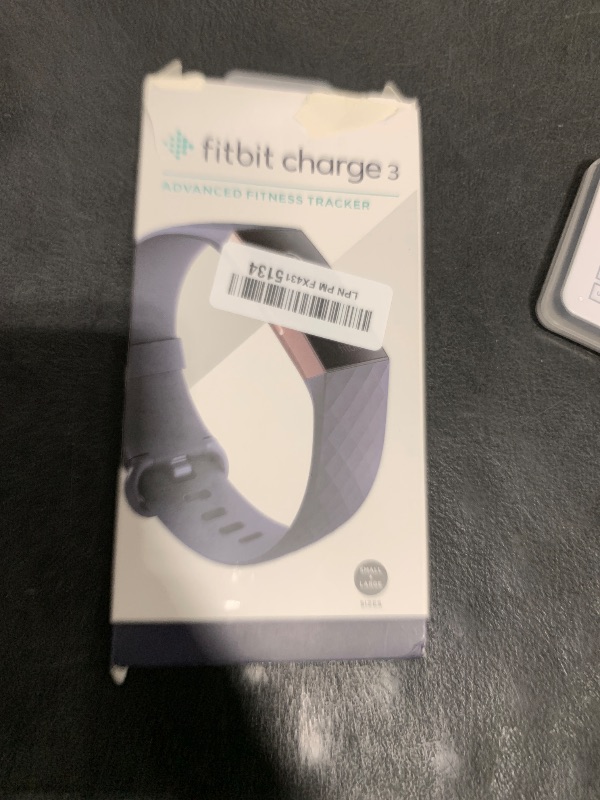 fitbit charge 3
ADVANCED FITNESS TRACKER
LPN PM FX4315134
SMALL
+
LARGE